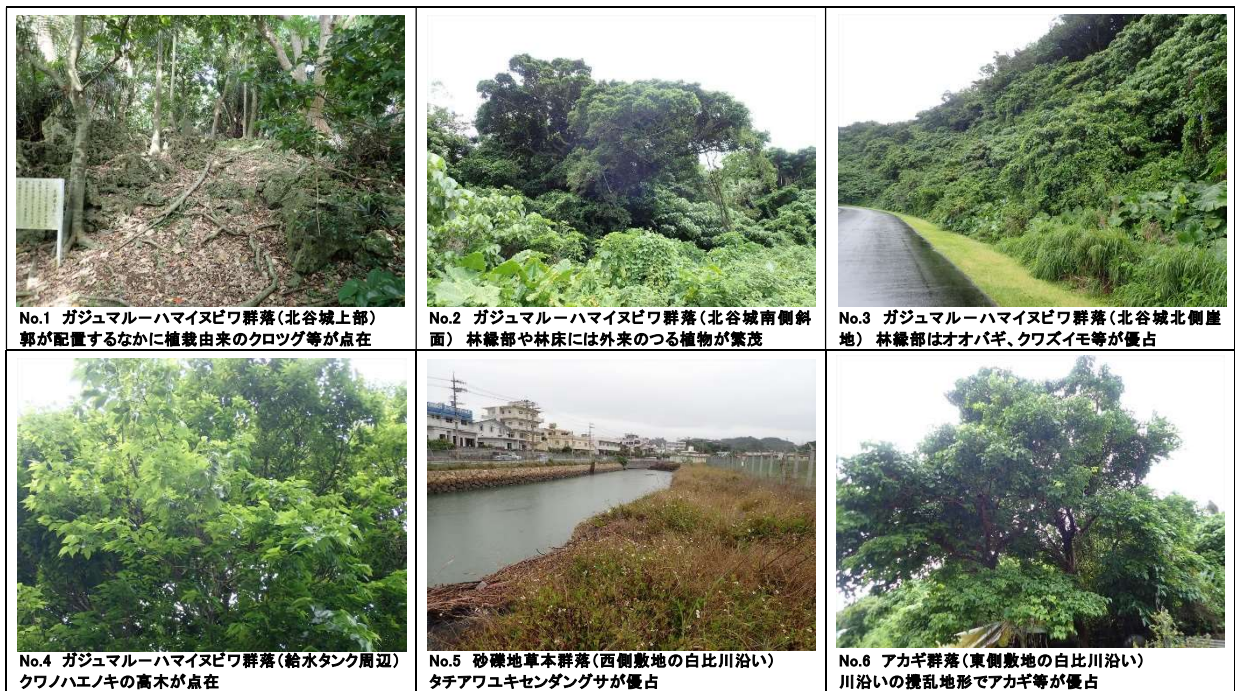 No.1 ガジュマルーハマイヌビワ群落(北谷城上部)
郭が配置するなかに植栽由来のクロツグ等が点在
No.2 ガジュマルーハマイヌビワ群落(北谷城南側斜
面) 林縁部や林床には外来のつる植物が繁茂
No.3 ガジュマルーハマイヌビワ群落(北谷城北側崖
地) 林縁部はオオバギ、クワズイモ等が優占
No.4 ガジュマルーハマイヌビワ群落(給水タンク周辺)
クワノハエノキの高木が点在
No.5 砂礫地草本群落(西側敷地の白比川沿い)
タチアワユキセンダングサが優占
No.6 アカギ群落(東側敷地の白比川沿い)
川沿いの攪乱地形でアカギ等が優占